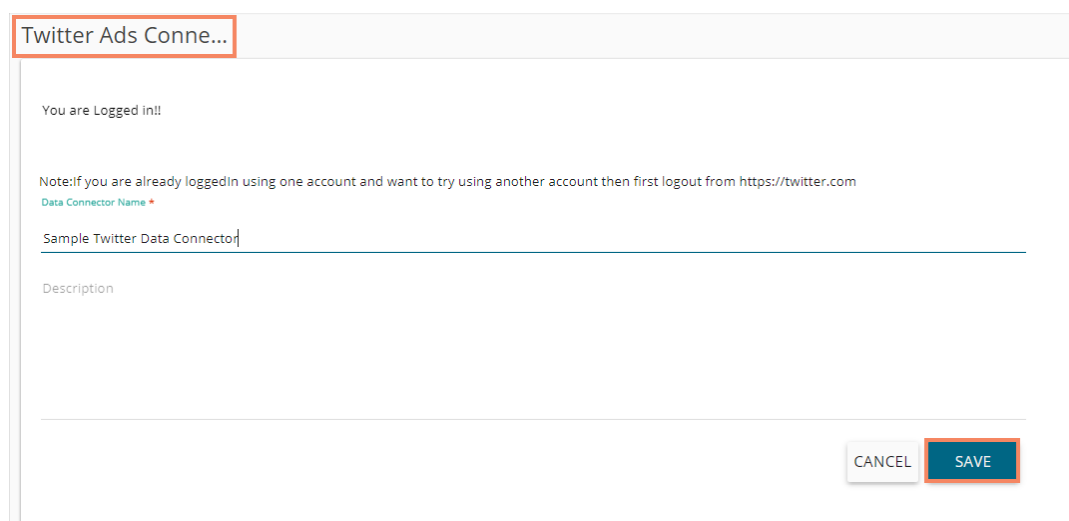 Twitter Ads Conne...
You are Logged in!!
Note:If you are already loggedIn using one account and want to try using another account then first logout from https://twitter.com
Data Connector Name *
Sample Twitter Data Connector
Description
CANCEL SAVE